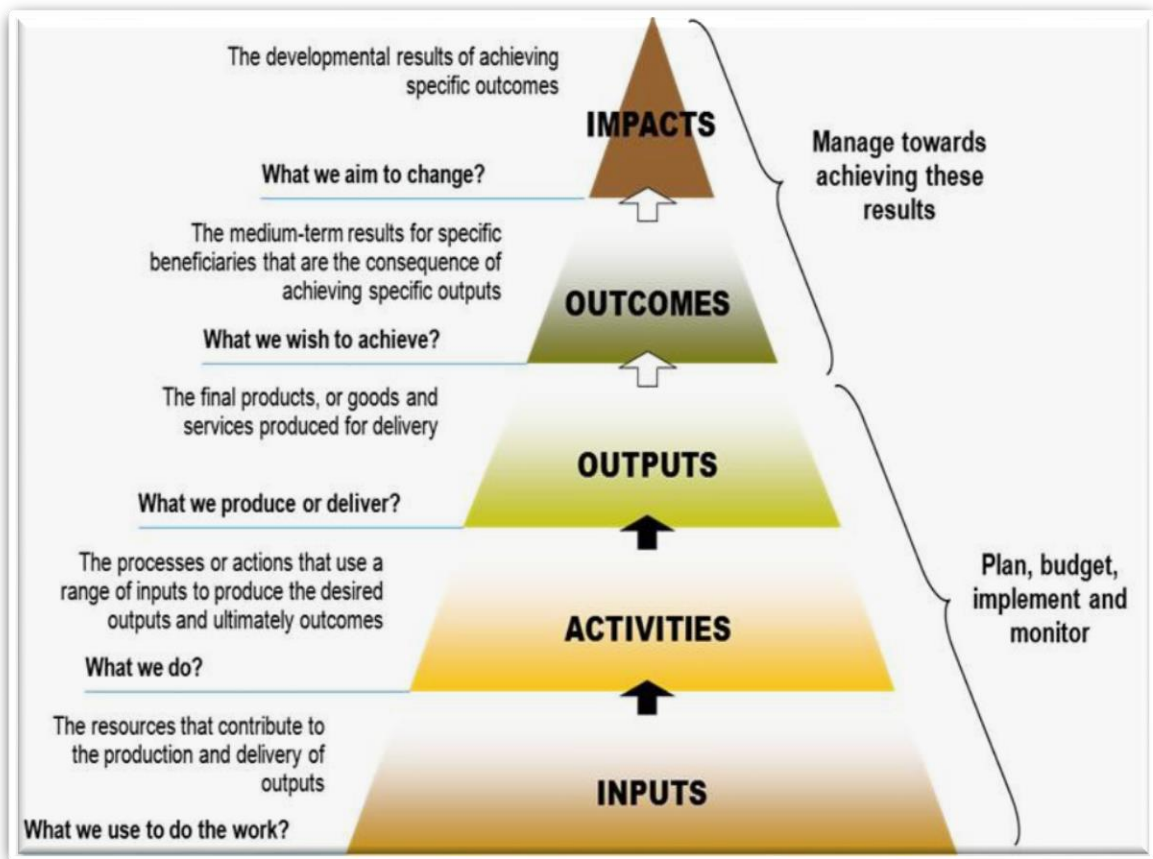 The developmental results of achieving
specific outcomes
IMPACTS
What we aim to change?
Manage towards
achieving these
results
The medium-term results for specific
beneficiaries that are the consequence of
achieving specific outputs
OUTCOMES
What we wish to achieve?
The final products, or goods and
services produced for delivery
OUTPUTS
What we produce or deliver?
The processes or actions that use a
range of inputs to produce the desired
outputs and ultimately outcomes
ACTIVITIES
What we do?
Plan, budget,
implement and
monitor
The resources that contribute to
the production and delivery of
outputs
INPUTS
What we use to do the work?